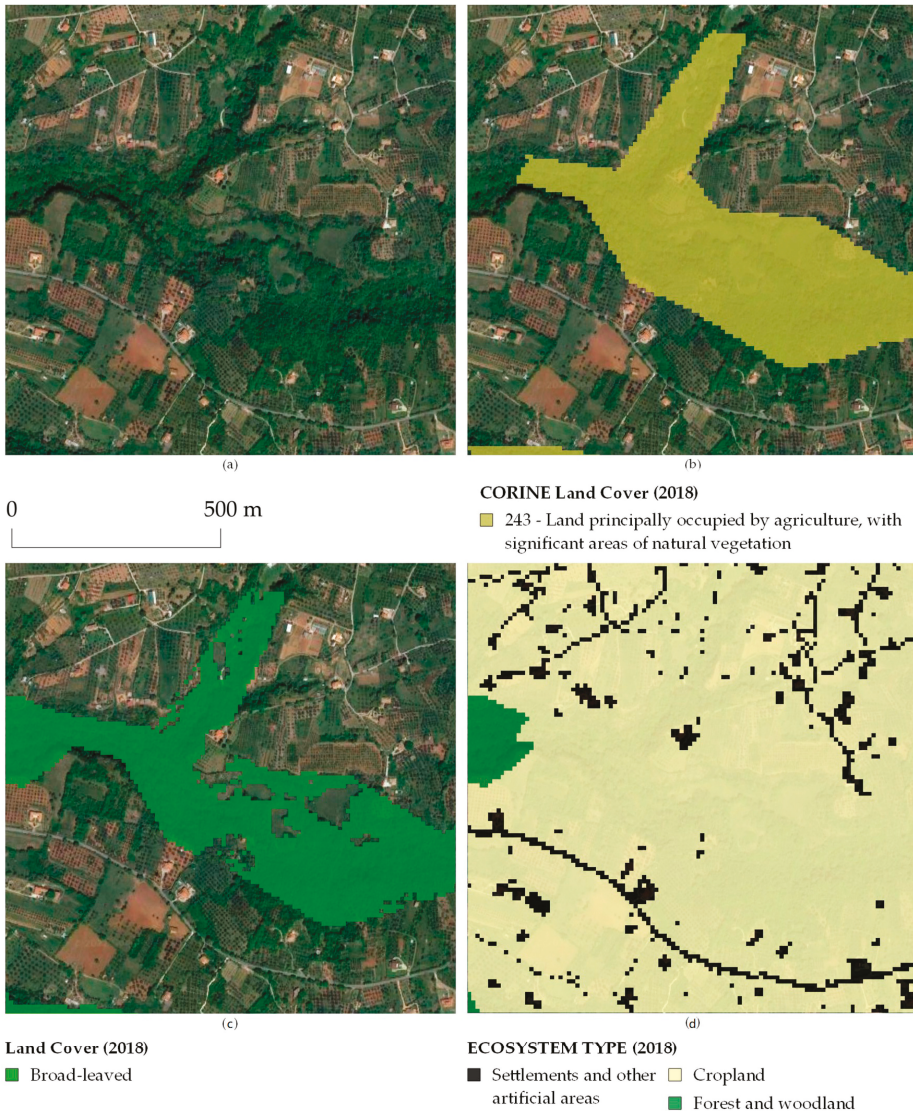 (a)
(b)
0 500 m
CORINE Land Cover (2018)
243 - Land principally occupied by agriculture, with
significant areas of natural vegetation
(c)
(d)
Land Cover (2018)
Broad-leaved
ECOSYSTEM TYPE (2018)
Settlements and other
artificial areas
Cropland
Forest and woodland